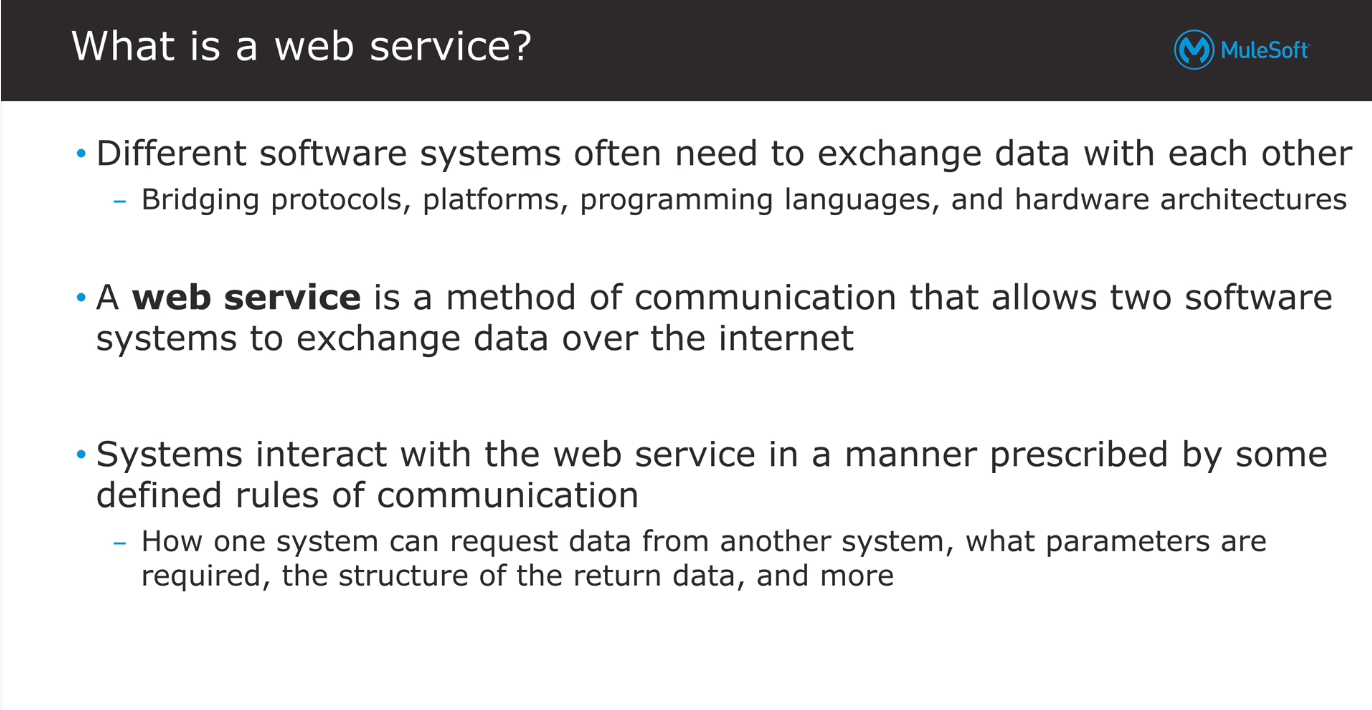 What is a web service?
MuleSoft
• Different software systems often need to exchange data with each other
– Bridging protocols, platforms, programming languages, and hardware architectures
• A web service is a method of communication that allows two software
systems to exchange data over the internet
• Systems interact with the web service in a manner prescribed by some
defined rules of communication
– How one system can request data from another system, what parameters are
required, the structure of the return data, and more